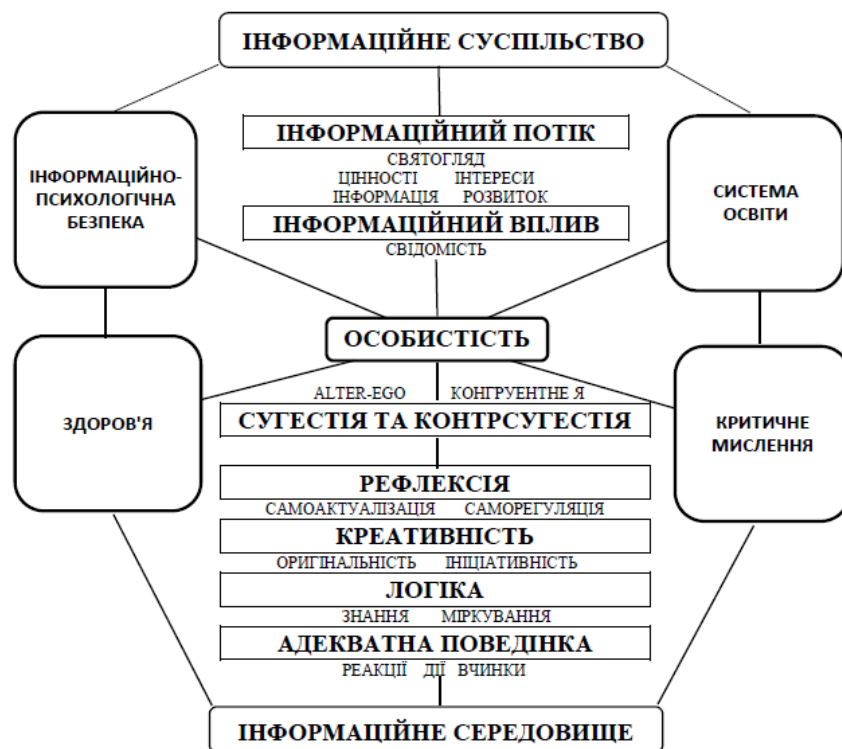 ІНФОРМАЦІЙНЕ СУСПІЛЬСТВО
ІНФОРМАЦІЙНО-
ПСИХОЛОГІЧНА
БЕЗПЕКА
ІНФОРМАЦІЙНИЙ ПОТІК
СВЯТОГЛЯД
ЦІННОСТІ ІНТЕРЕСИ
ІНФОРМАЦІЯ РОЗВИТОК
ІНФОРМАЦІЙНИЙ ВПЛИВ
СВІДОМІСТЬ
СИСТЕМА
ОСВІТИ
ОСОБИСТІСТЬ
ЗДОРОВ'Я
ALTER-EGO КОНГРУЕНТНЕ Я
СУГЕСТІЯ ТА КОНТРСУГЕСТІЯ
КРИТИЧНЕ
МИСЛЕННЯ
РЕФЛЕКСІЯ
САМОАКТУАЛІЗАЦІЯ САМОРЕГУЛЯЦІЯ
КРЕАТИВНІСТЬ
ОРИГІНАЛЬНІСТЬ ІНІЦІАТИВНІСТЬ
ЛОГІКА
ЗНАННЯ МІРКУВАННЯ
АДЕКВАТНА ПОВЕДІНКА
РЕАКЦІЇ ДІЇ ВЧИНКИ
ІНФОРМАЦІЙНЕ СЕРЕДОВИЩЕ